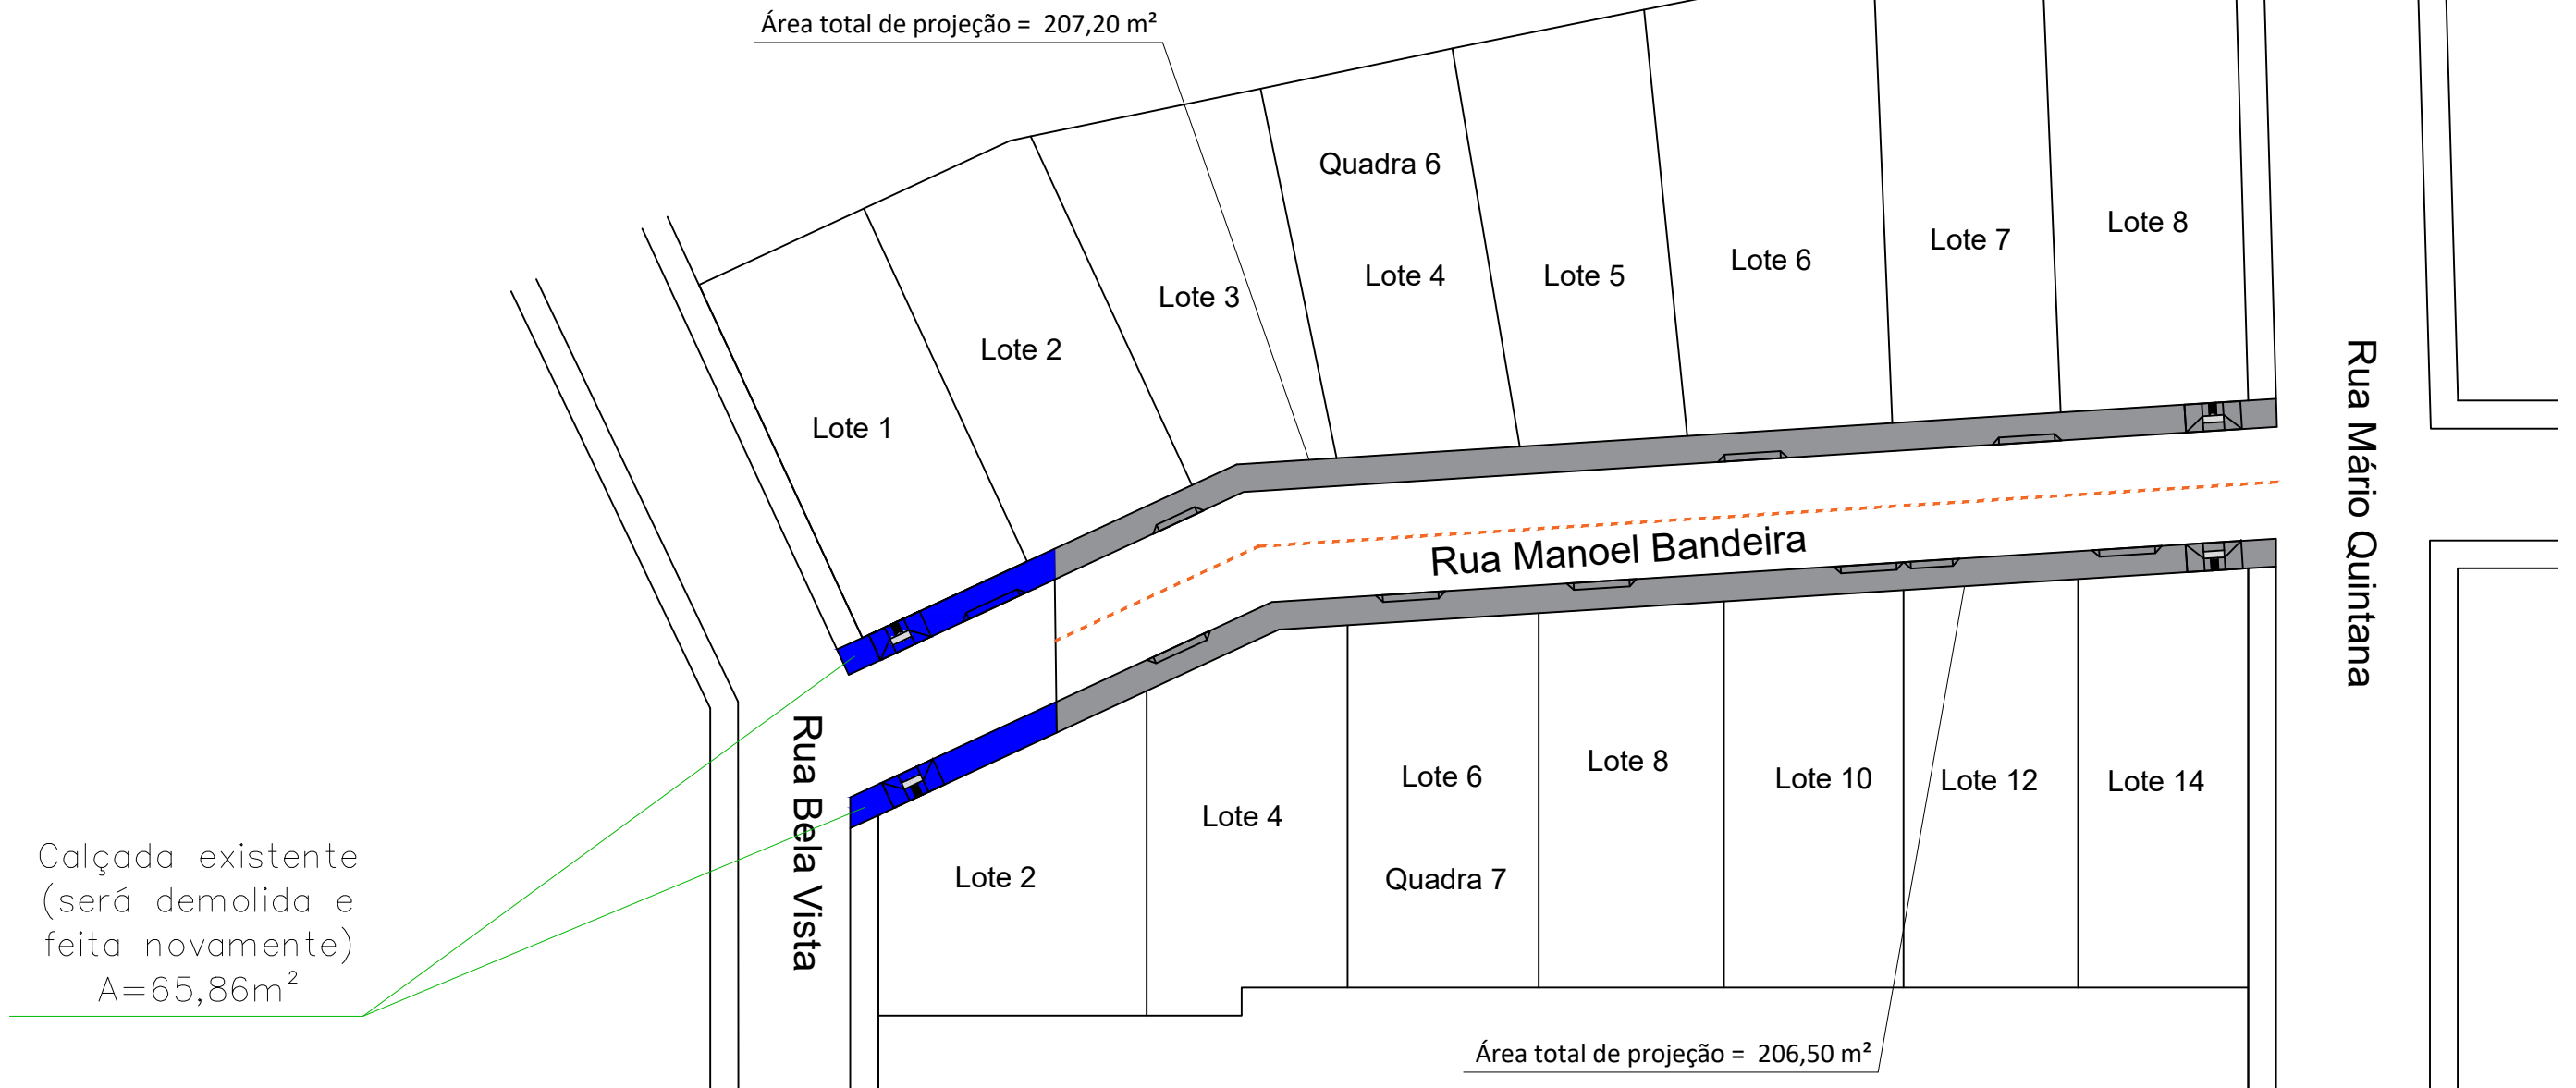 Área total de projeção = 207,20 m²
Quadra 6
Lote 1
Lote 2
Lote 3
Lote 4
Lote 5
Lote 6
Lote 7
Lote 8
Rua Manoel Bandeira
Rua Mário Quintana
Rua Bela Vista
Calçada existente
(será demolida e
feita novamente)
A=65,86m²
Lote 2
Lote 4
Lote 6
Quadra 7
Lote 8
Lote 10
Lote 12
Lote 14
Área total de projeção = 206,50 m²